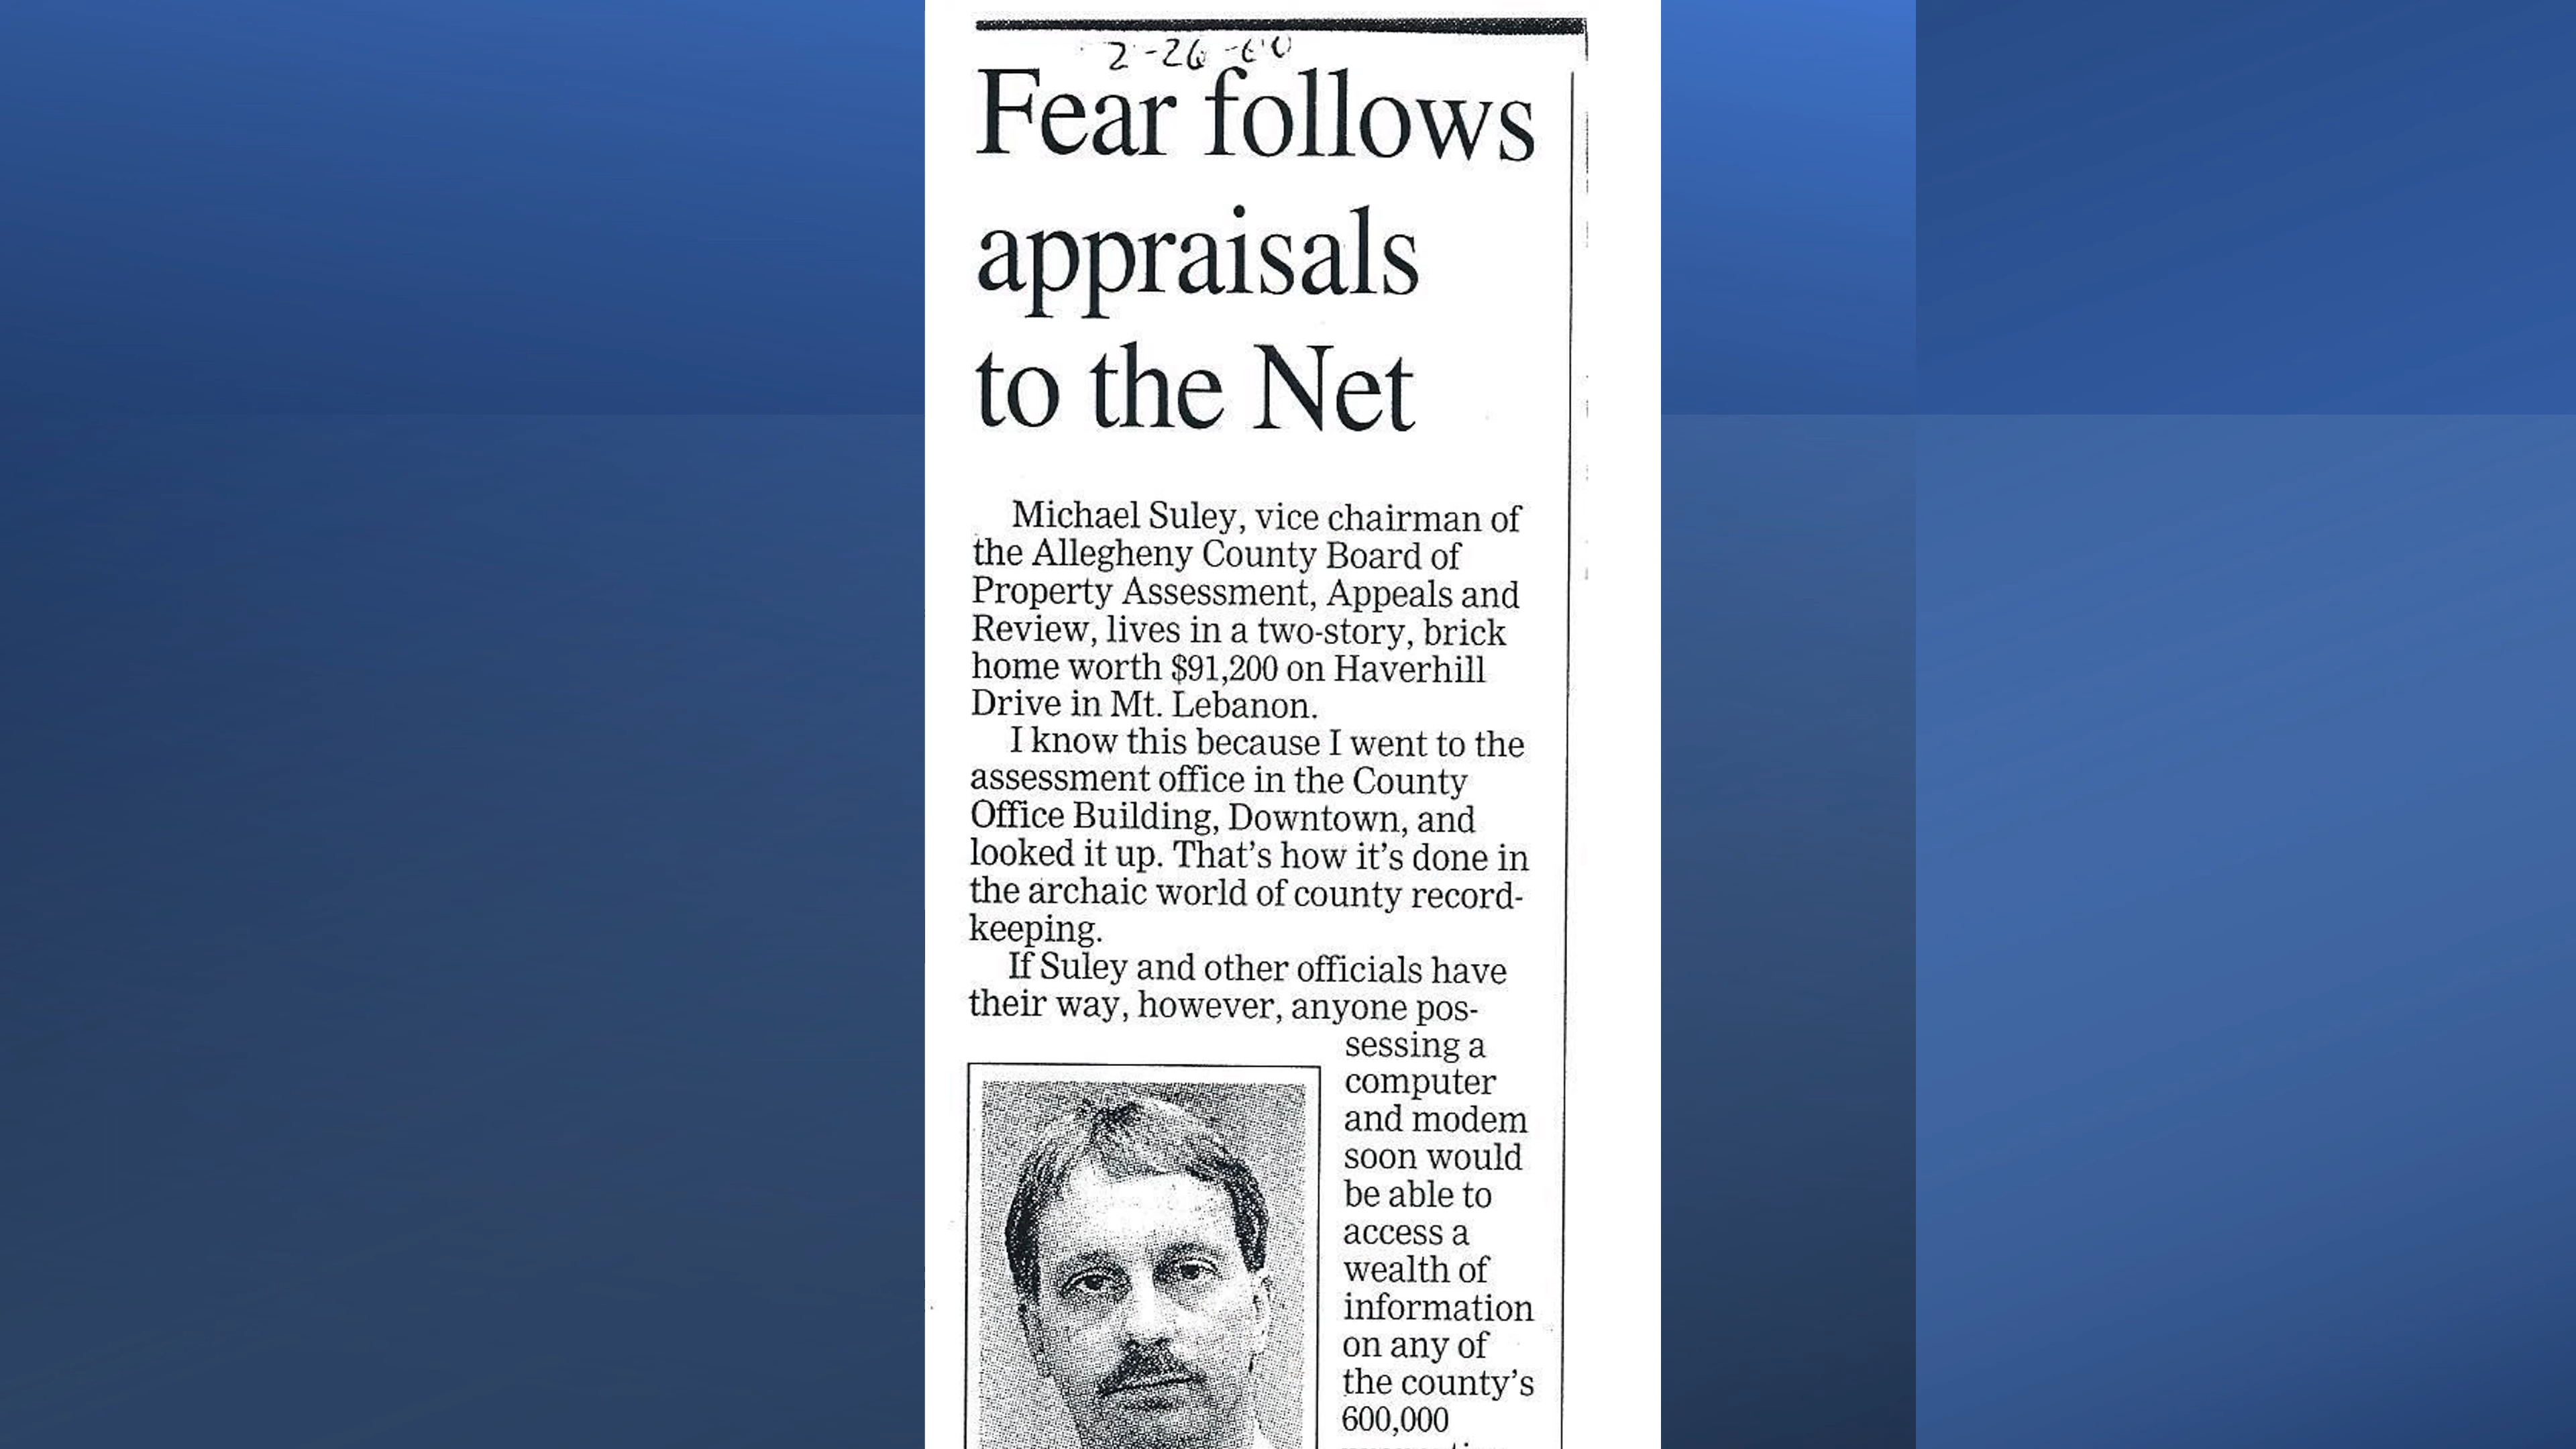 2-26-00
Fear follows
appraisals
to the Net
Michael Suley, vice chairman of
the Allegheny County Board of
Property Assessment, Appeals and
Review, lives in a two-story, brick
home worth $91,200 on Haverhill
Drive in Mt. Lebanon.
I know this because I went to the
assessment office in the County
Office Building, Downtown, and
looked it up. That's how it's done in
the archaic world of county record-
keeping.
If Suley and other officials have
their way, however, anyone pos-
sessing a
computer
and modem
soon would
be able to
access a
wealth of
information
on any of
the county's
600,000